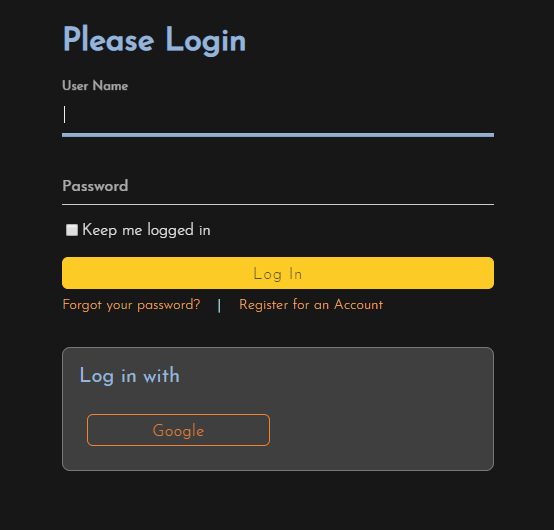 Please Login
User Name
Password
Keep me logged in
Log In
Forgot your password? | Register for an Account
Log in with
Google